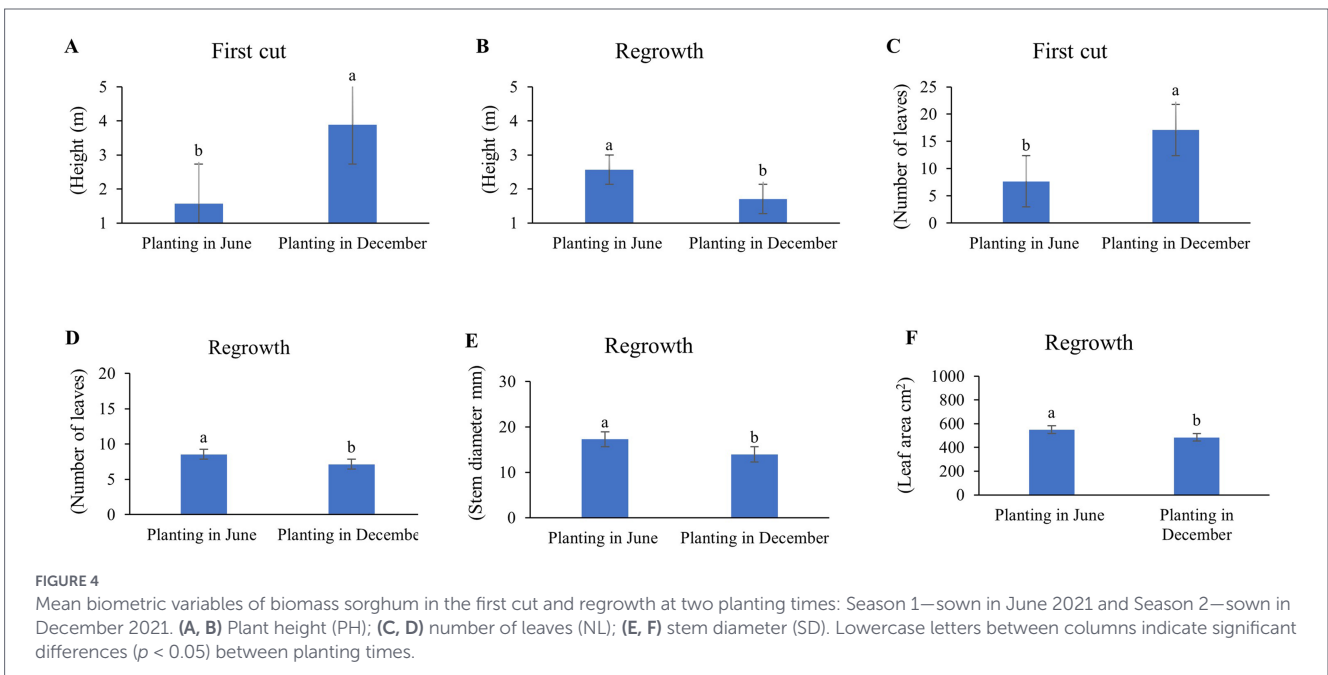 A
First cut
(Height (m)
5
4
3
2
1
b
a
Planting in June
Planting in December
B
Regrowth
(Height (m)
5
4
3
2
1
a
b
Planting in June
Planting in December
C
First cut
(Number of leaves)
25
20
15
10
5
0
b
a
Planting in June
Planting in December
D
Regrowth
(Number of leaves)
20
15
10
5
0
a
b
Planting in June
Planting in Decembe
E
Regrowth
(Stem diameter mm)
30
20
10
0
a
b
Planting in June
Planting in December
F
Regrowth
(Leaf area cm²)
1000
800
600
400
200
0
a
b
Planting in June
Planting in
December
FIGURE 4
Mean biometric variables of biomass sorghum in the first cut and regrowth at two planting times: Season 1—sown in June 2021 and Season 2—sown in
December 2021. (A, B) Plant height (PH); (C, D) number of leaves (NL); (E, F) stem diameter (SD). Lowercase letters between columns indicate significant
differences (p < 0.05) between planting times.